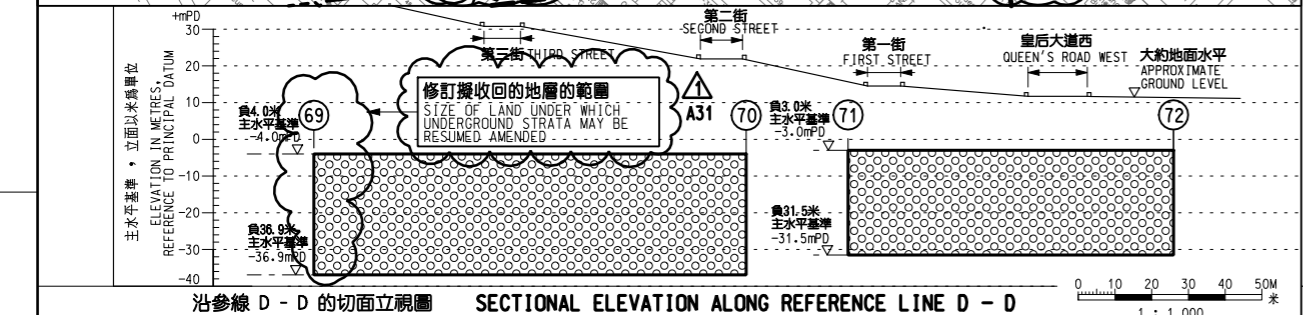 +mPD
30
20
10
0
-10
-20
-30
-40
主水平基準，立面以米為單位
ELEVATION IN METRES,
REFERENCE TO PRINCIPAL DATUM
第三街 THIRD STREET
第二街
SECOND STREET
第一街
FIRST STREET
皇后大道西
QUEEN'S ROAD WEST
大約地面水平
APPROXIMATE
GROUND LEVEL
修訂擬收回的地層的範圍
SIZE OF LAND UNDER WHICH
UNDERGROUND STRATA MAY BE
RESUMED AMENDED
1
A31
負4.0米
主水平基準
-4.0mPD
69
70
負3.0米
主水平基準
-3.0mPD
71
72
負36.9米
主水平基準
-36.9mPD
負31.5米
主水平基準
-31.5mPD
沿參線 D - D 的切面立視圖 SECTIONAL ELEVATION ALONG REFERENCE LINE D - D
0 10 20 30 40 50M
米
1 : 1 000